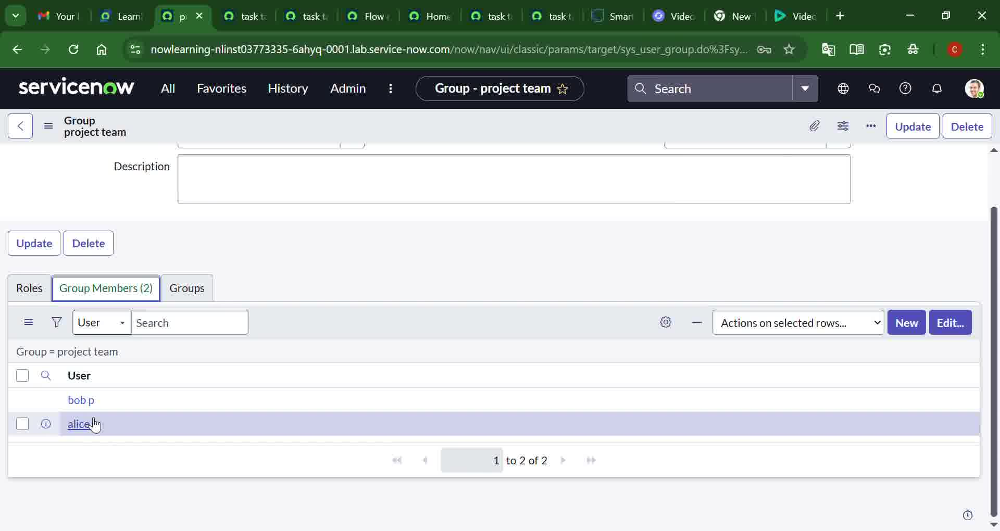 Your
Learn
p
task t
task t
Flow
Home
task t
task t
Smar
Video
New
Video
nowlearning-nlinst03773335-6ahyq-0001.lab.service-now.com/now/nav/ui/classic/params/target/sys_user_group.do%3Fsy...
C
servicenow
All
Favorites
History
Admin
Group - project team
Search
Group
project team
Update
Delete
Description
Update
Delete
Roles
Group Members (2)
Groups
User
Search
Actions on selected rows...
New
Edit...
Group = project team
User
bob p
alice
1 to 2 of 2